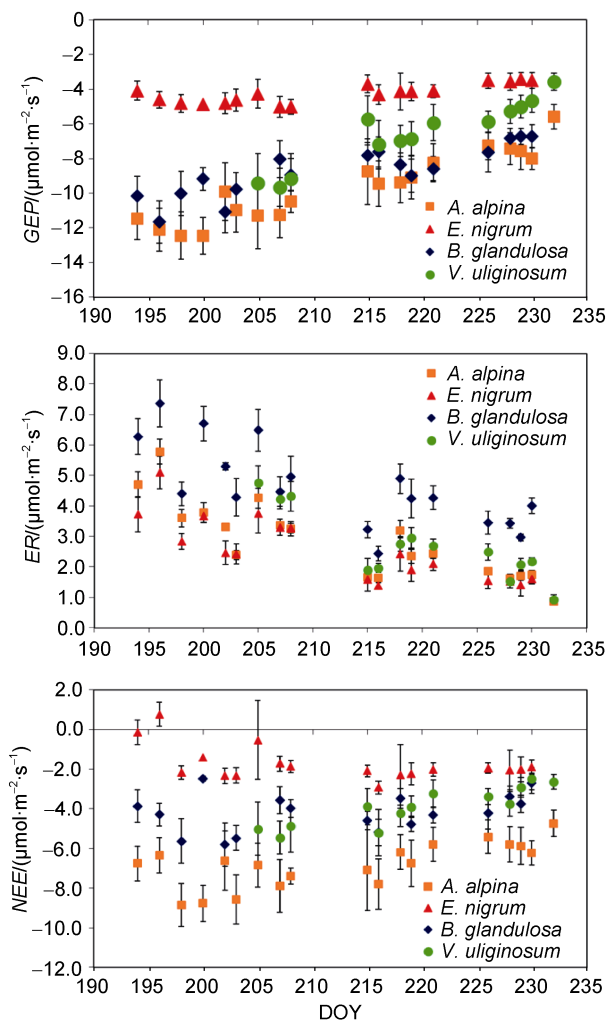 0
−2
−4
−6
−8
−10
−12
−14
−16
GEP/(μmol·m⁻²·s⁻¹)
A. alpina
E. nigrum
B. glandulosa
V. uliginosum
190 195 200 205 210 215 220 225 230 235
9.0
8.0
7.0
6.0
5.0
4.0
3.0
2.0
1.0
0.0
ER/(μmol·m⁻²·s⁻¹)
A. alpina
E. nigrum
B. glandulosa
V. uliginosum
190 195 200 205 210 215 220 225 230 235
2.0
0.0
−2.0
−4.0
−6.0
−8.0
−10.0
−12.0
NEE/(μmol·m⁻²·s⁻¹)
A. alpina
E. nigrum
B. glandulosa
V. uliginosum
190 195 200 205 210 215 220 225 230 235
DOY